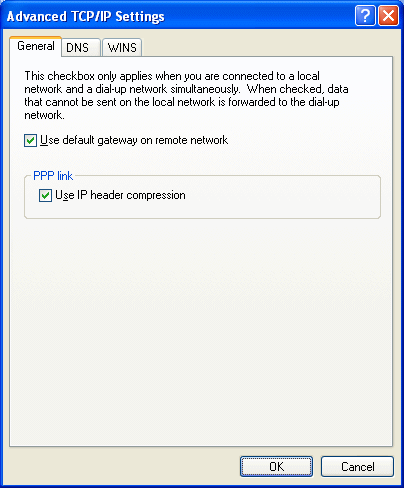 Advanced TCP/IP Settings
General DNS WINS
This checkbox only applies when you are connected to a local
network and a dial-up network simultaneously. When checked, data
that cannot be sent on the local network is forwarded to the dial-up
network.
Use default gateway on remote network
PPP link
Use IP header compression
OK Cancel